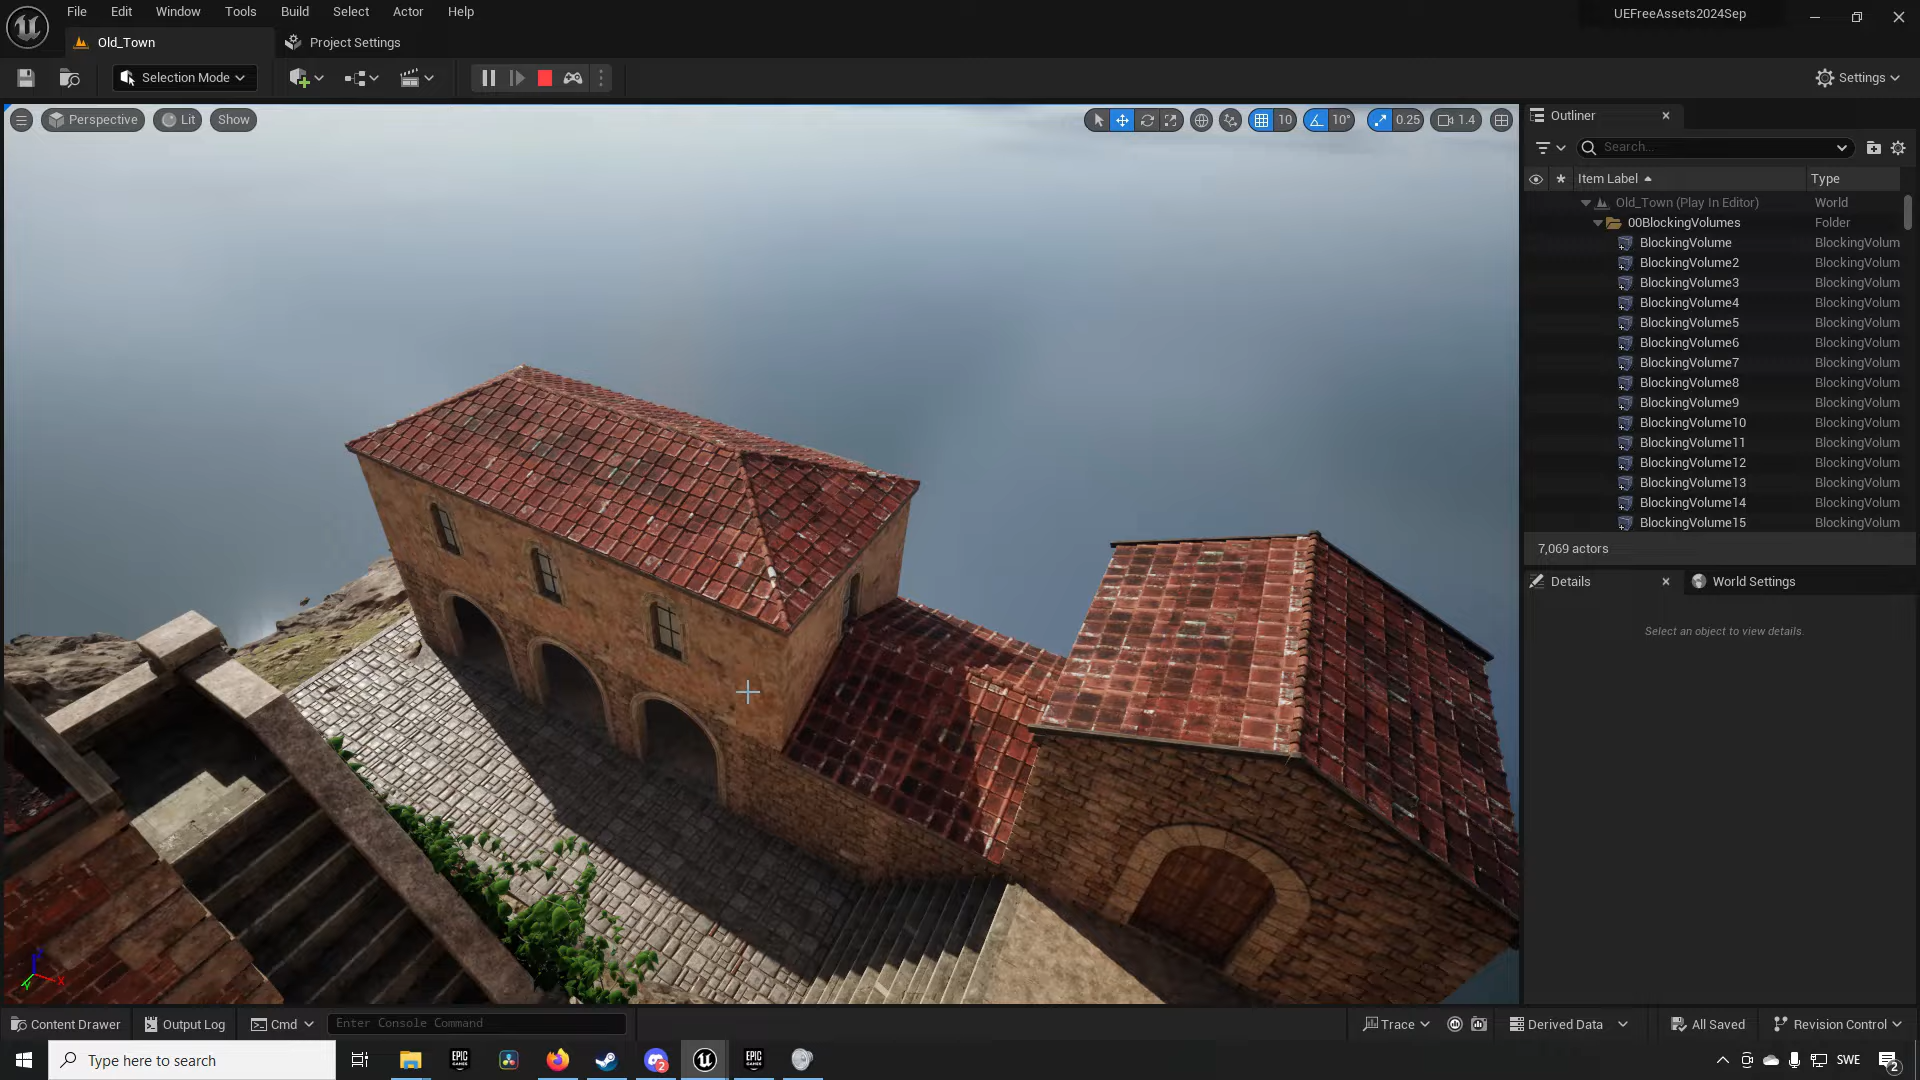 File Edit Window Tools Build Select Actor Help
UEFreeAssets2024Sep
Old_Town
Project Settings
Selection Mode
Settings
Perspective Lit Show
10 10° 0.25 1.4
Outliner
Search...
Item Label Type
Old_Town (Play In Editor) World
00BlockingVolumes Folder
BlockingVolume BlockingVolum
BlockingVolume2 BlockingVolum
BlockingVolume3 BlockingVolum
BlockingVolume4 BlockingVolum
BlockingVolume5 BlockingVolum
BlockingVolume6 BlockingVolum
BlockingVolume7 BlockingVolum
BlockingVolume8 BlockingVolum
BlockingVolume9 BlockingVolum
BlockingVolume10 BlockingVolum
BlockingVolume11 BlockingVolum
BlockingVolume12 BlockingVolum
BlockingVolume13 BlockingVolum
BlockingVolume14 BlockingVolum
BlockingVolume15 BlockingVolum
7,069 actors
Details
World Settings
Select an object to view details.
Z
X
Y
Content Drawer Output Log Cmd Enter Console Command
Trace Derived Data All Saved Revision Control
Type here to search
EPIC GAMES
2
EPIC GAMES
SWE
2